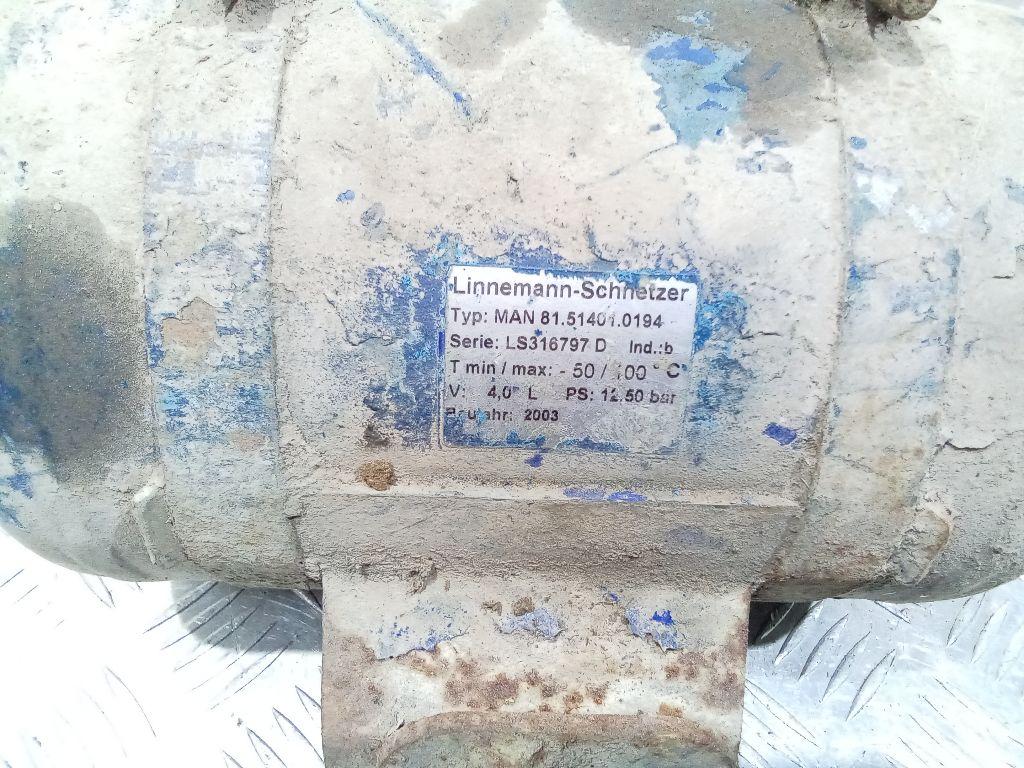 Linnemann-Schnetzer
Typ: MAN 81.51401.0194
Serie: LS316797 D Ind.:b
T min / max: - 50 / 100 ° C
V: 4,0 L PS: 12,50 bar
Baujahr: 2003